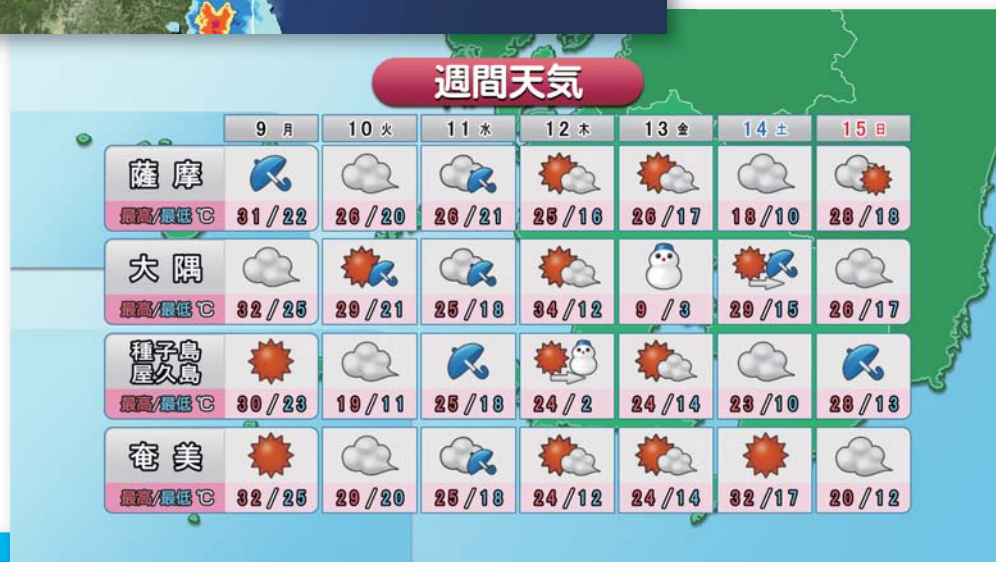 週間天気
9 月 10 火 11 水 12 木 13 金 14 土 15 日
薩摩
最高/最低℃ 31/22 26/20 26/21 25/16 26/17 18/10 28/18
大隅
最高/最低℃ 32/25 29/21 25/18 34/12 9/3 29/15 26/17
種子島
屋久島
最高/最低℃ 30/23 19/11 25/18 24/2 24/14 23/10 28/13
奄美
最高/最低℃ 32/25 29/20 25/18 24/12 24/14 32/17 20/12